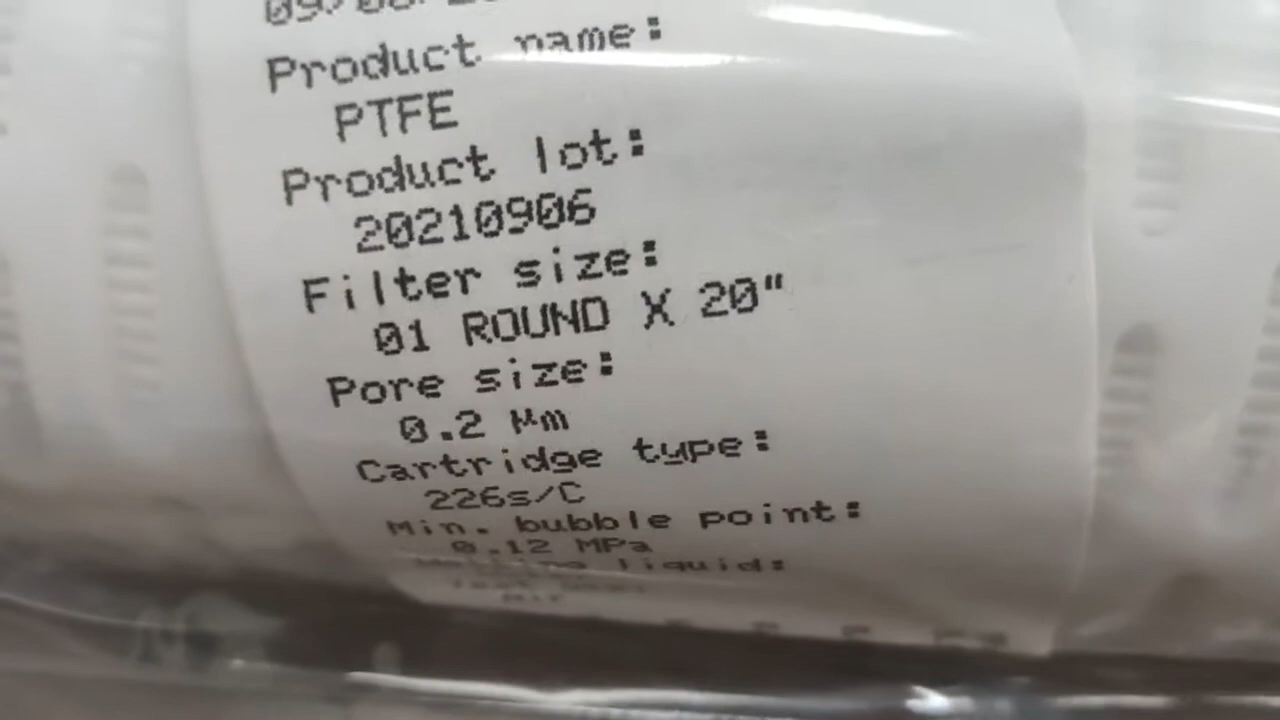 Product name:
PTFE
Product lot:
20210906
Filter size:
01 ROUND X 20"
Pore size:
0.2 µm
Cartridge type:
226s/C
Min. bubble point:
0.12 MPa
liquid: